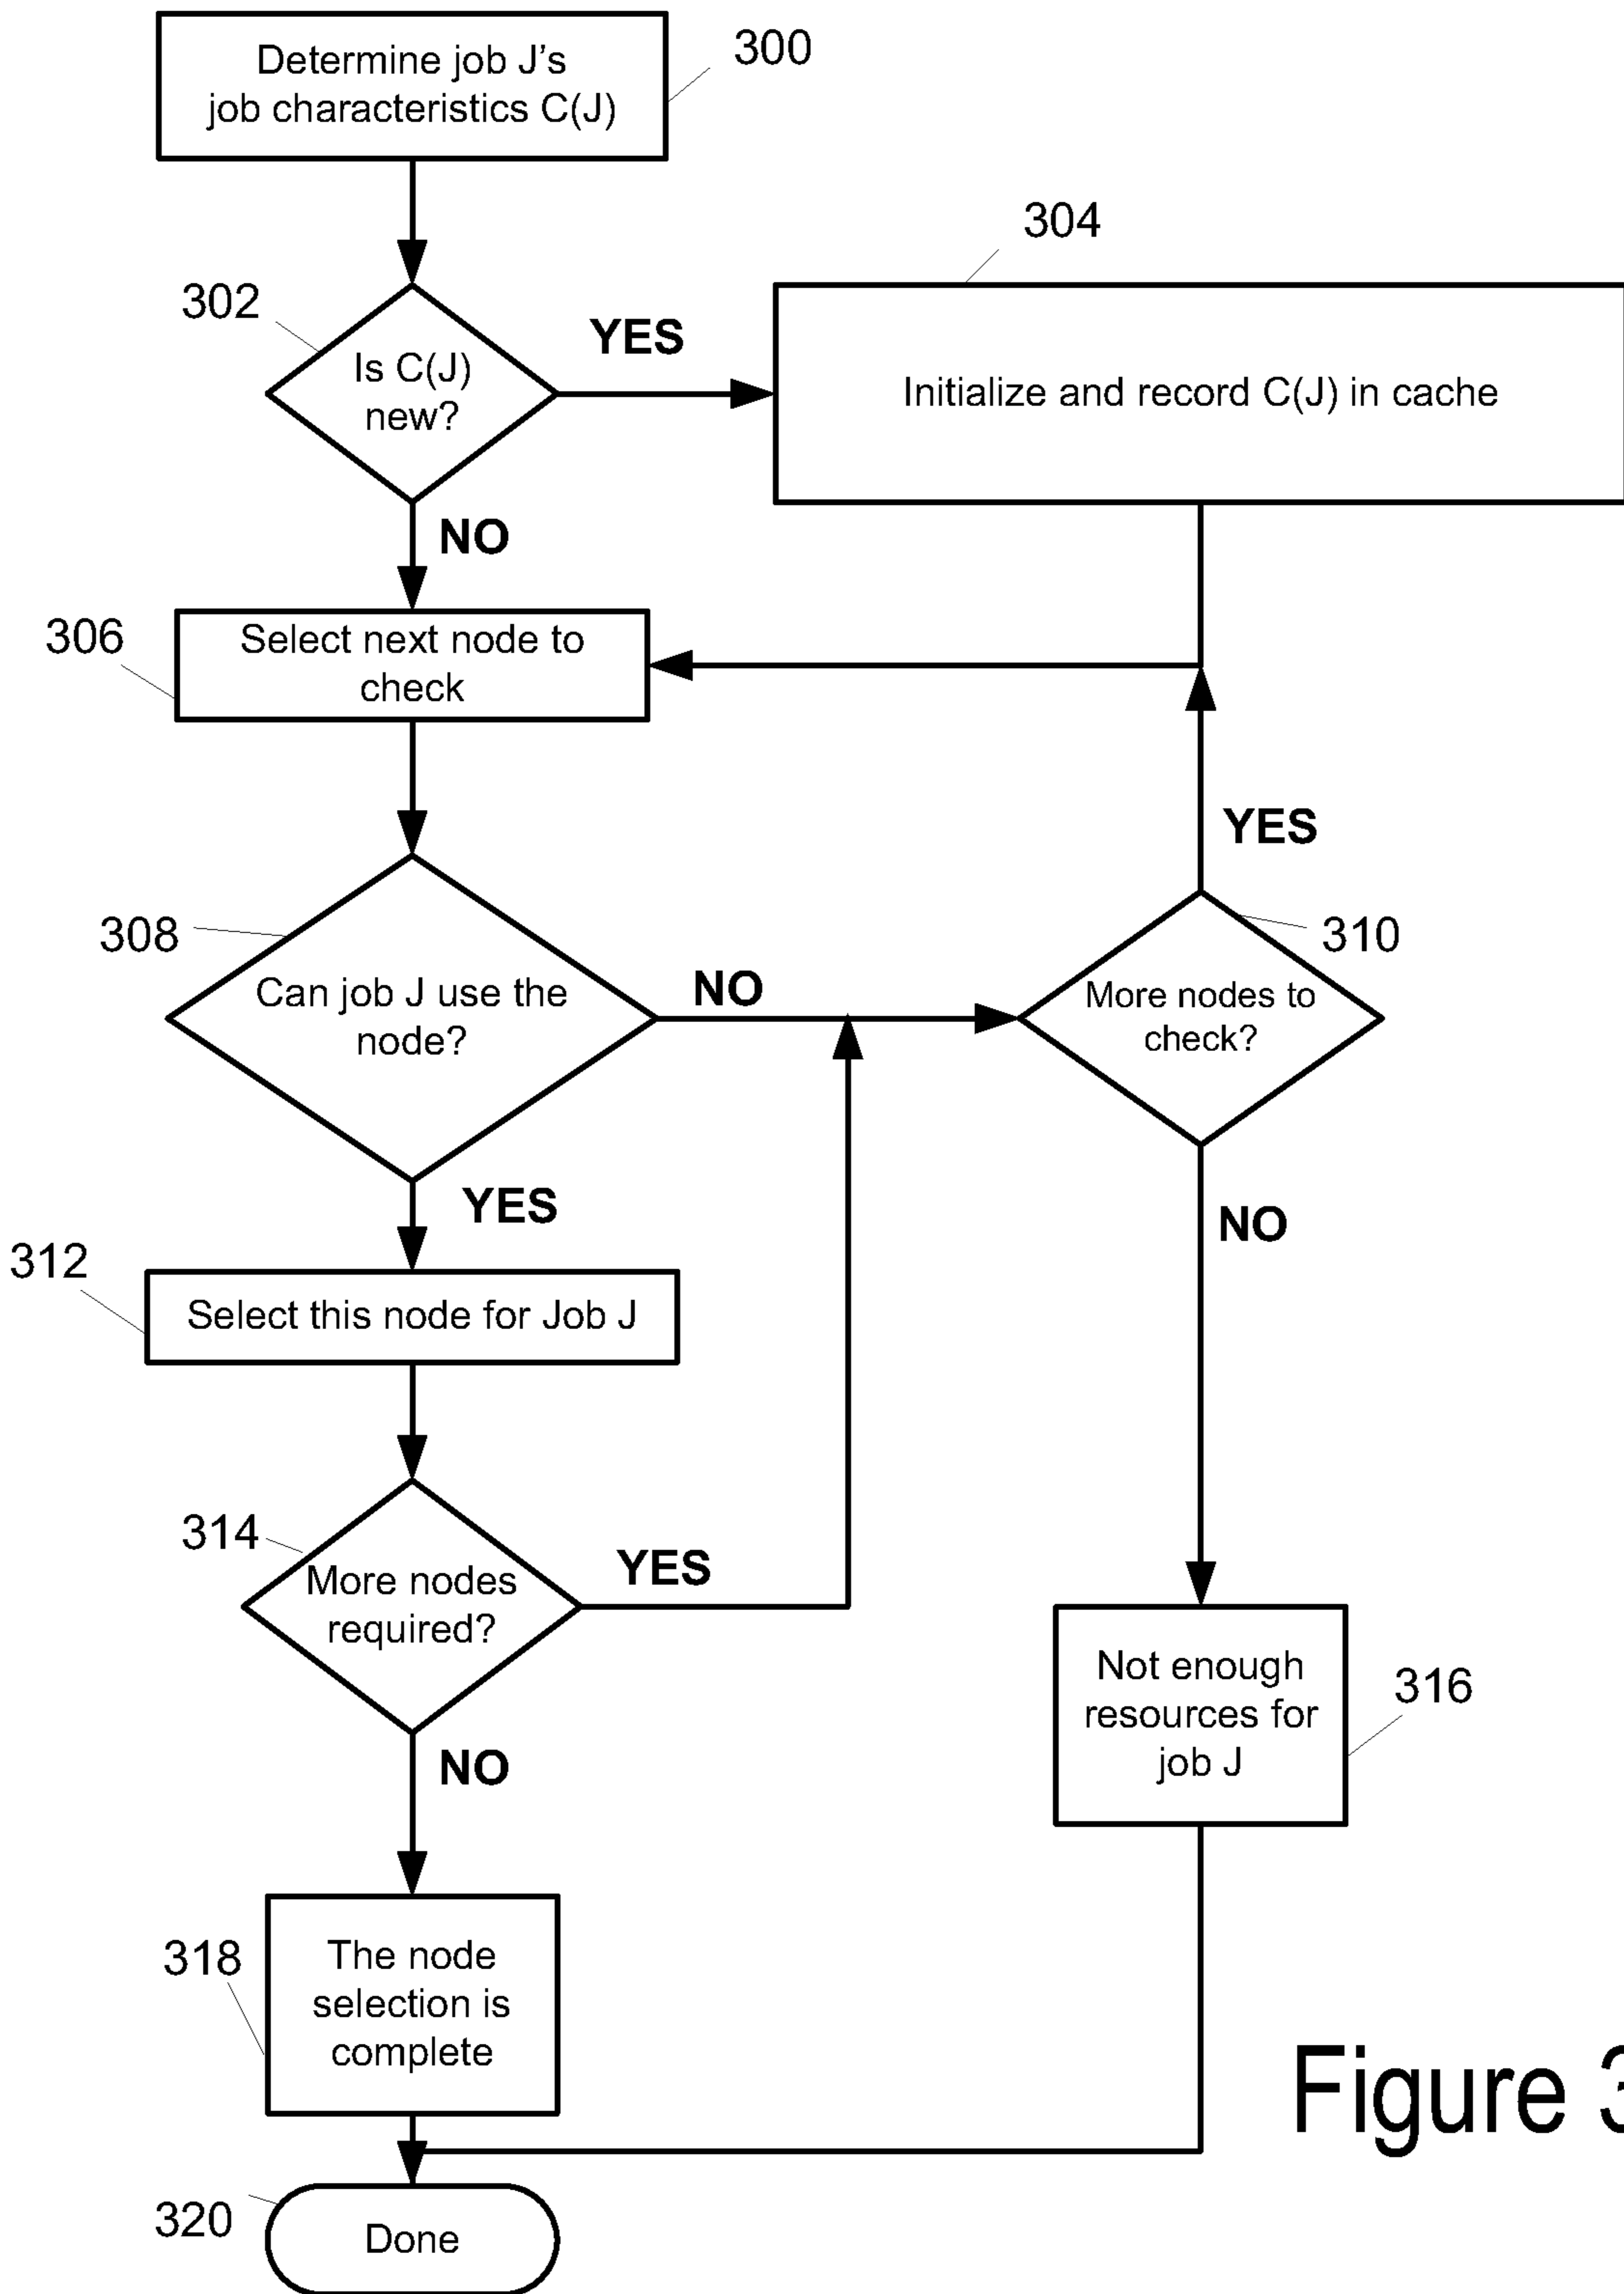 Determine job J's
job characteristics C(J)
300
304
302
Is C(J)
new?
YES
Initialize and record C(J) in cache
NO
306
Select next node to
check
YES
308
310
Can job J use the
node?
NO
More nodes to
check?
YES
NO
312
Select this node for Job J
314
More nodes
required?
YES
NO
Not enough
resources for
job J
316
318
The node
selection is
complete
Figure 3
320
Done